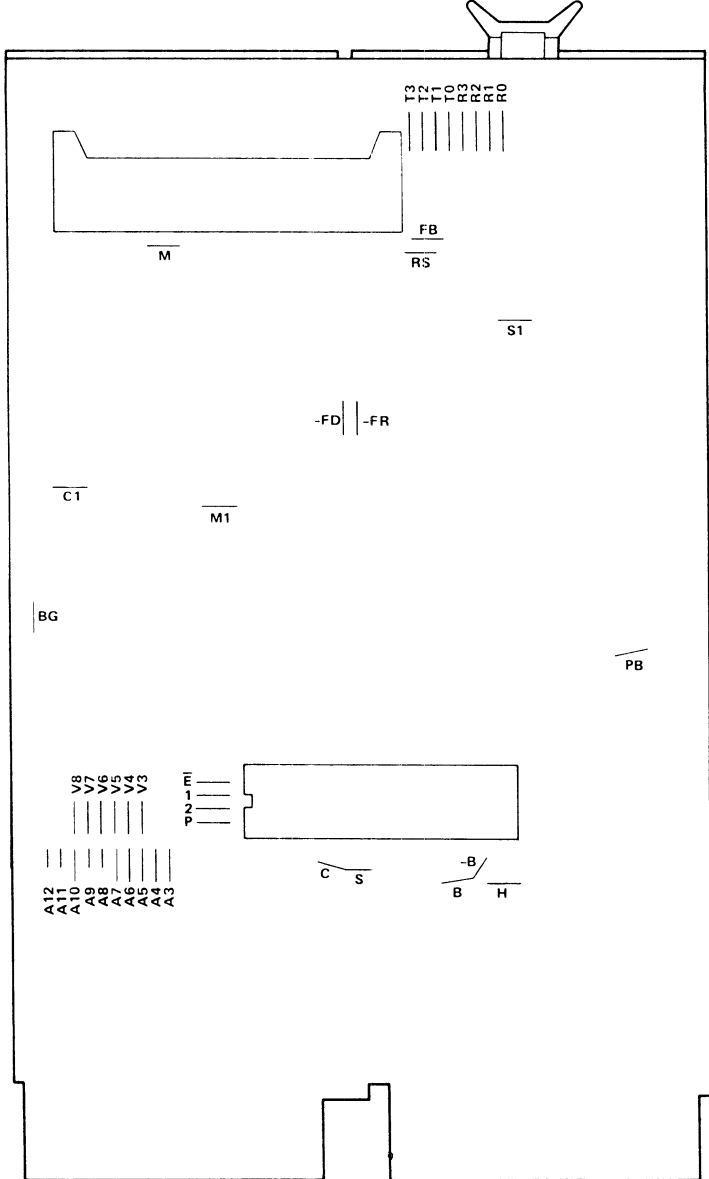 T3 T2 T1 T0 R3 R2 R1 R0
FB
M
RS
S1
-FD -FR
C1
M1
BG
PB
V8 V7 V6 V5 V4 V3
E̅
1
2
P
C S
-B
B H
A12 A11 A10 A9 A8 A7 A6 A5 A4 A3